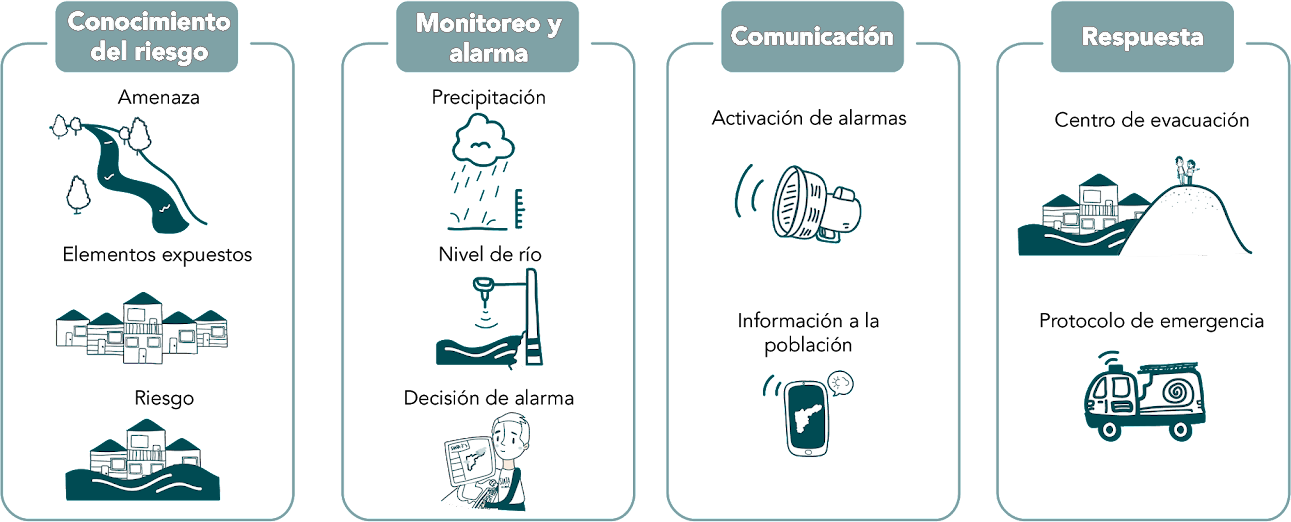 Conocimiento
del riesgo
Amenaza
Elementos expuestos
Riesgo
Monitoreo y
alarma
Precipitación
Nivel de río
Decisión de alarma
Comunicación
Activación de alarmas
Información a la
población
Respuesta
Centro de evacuación
Protocolo de emergencia